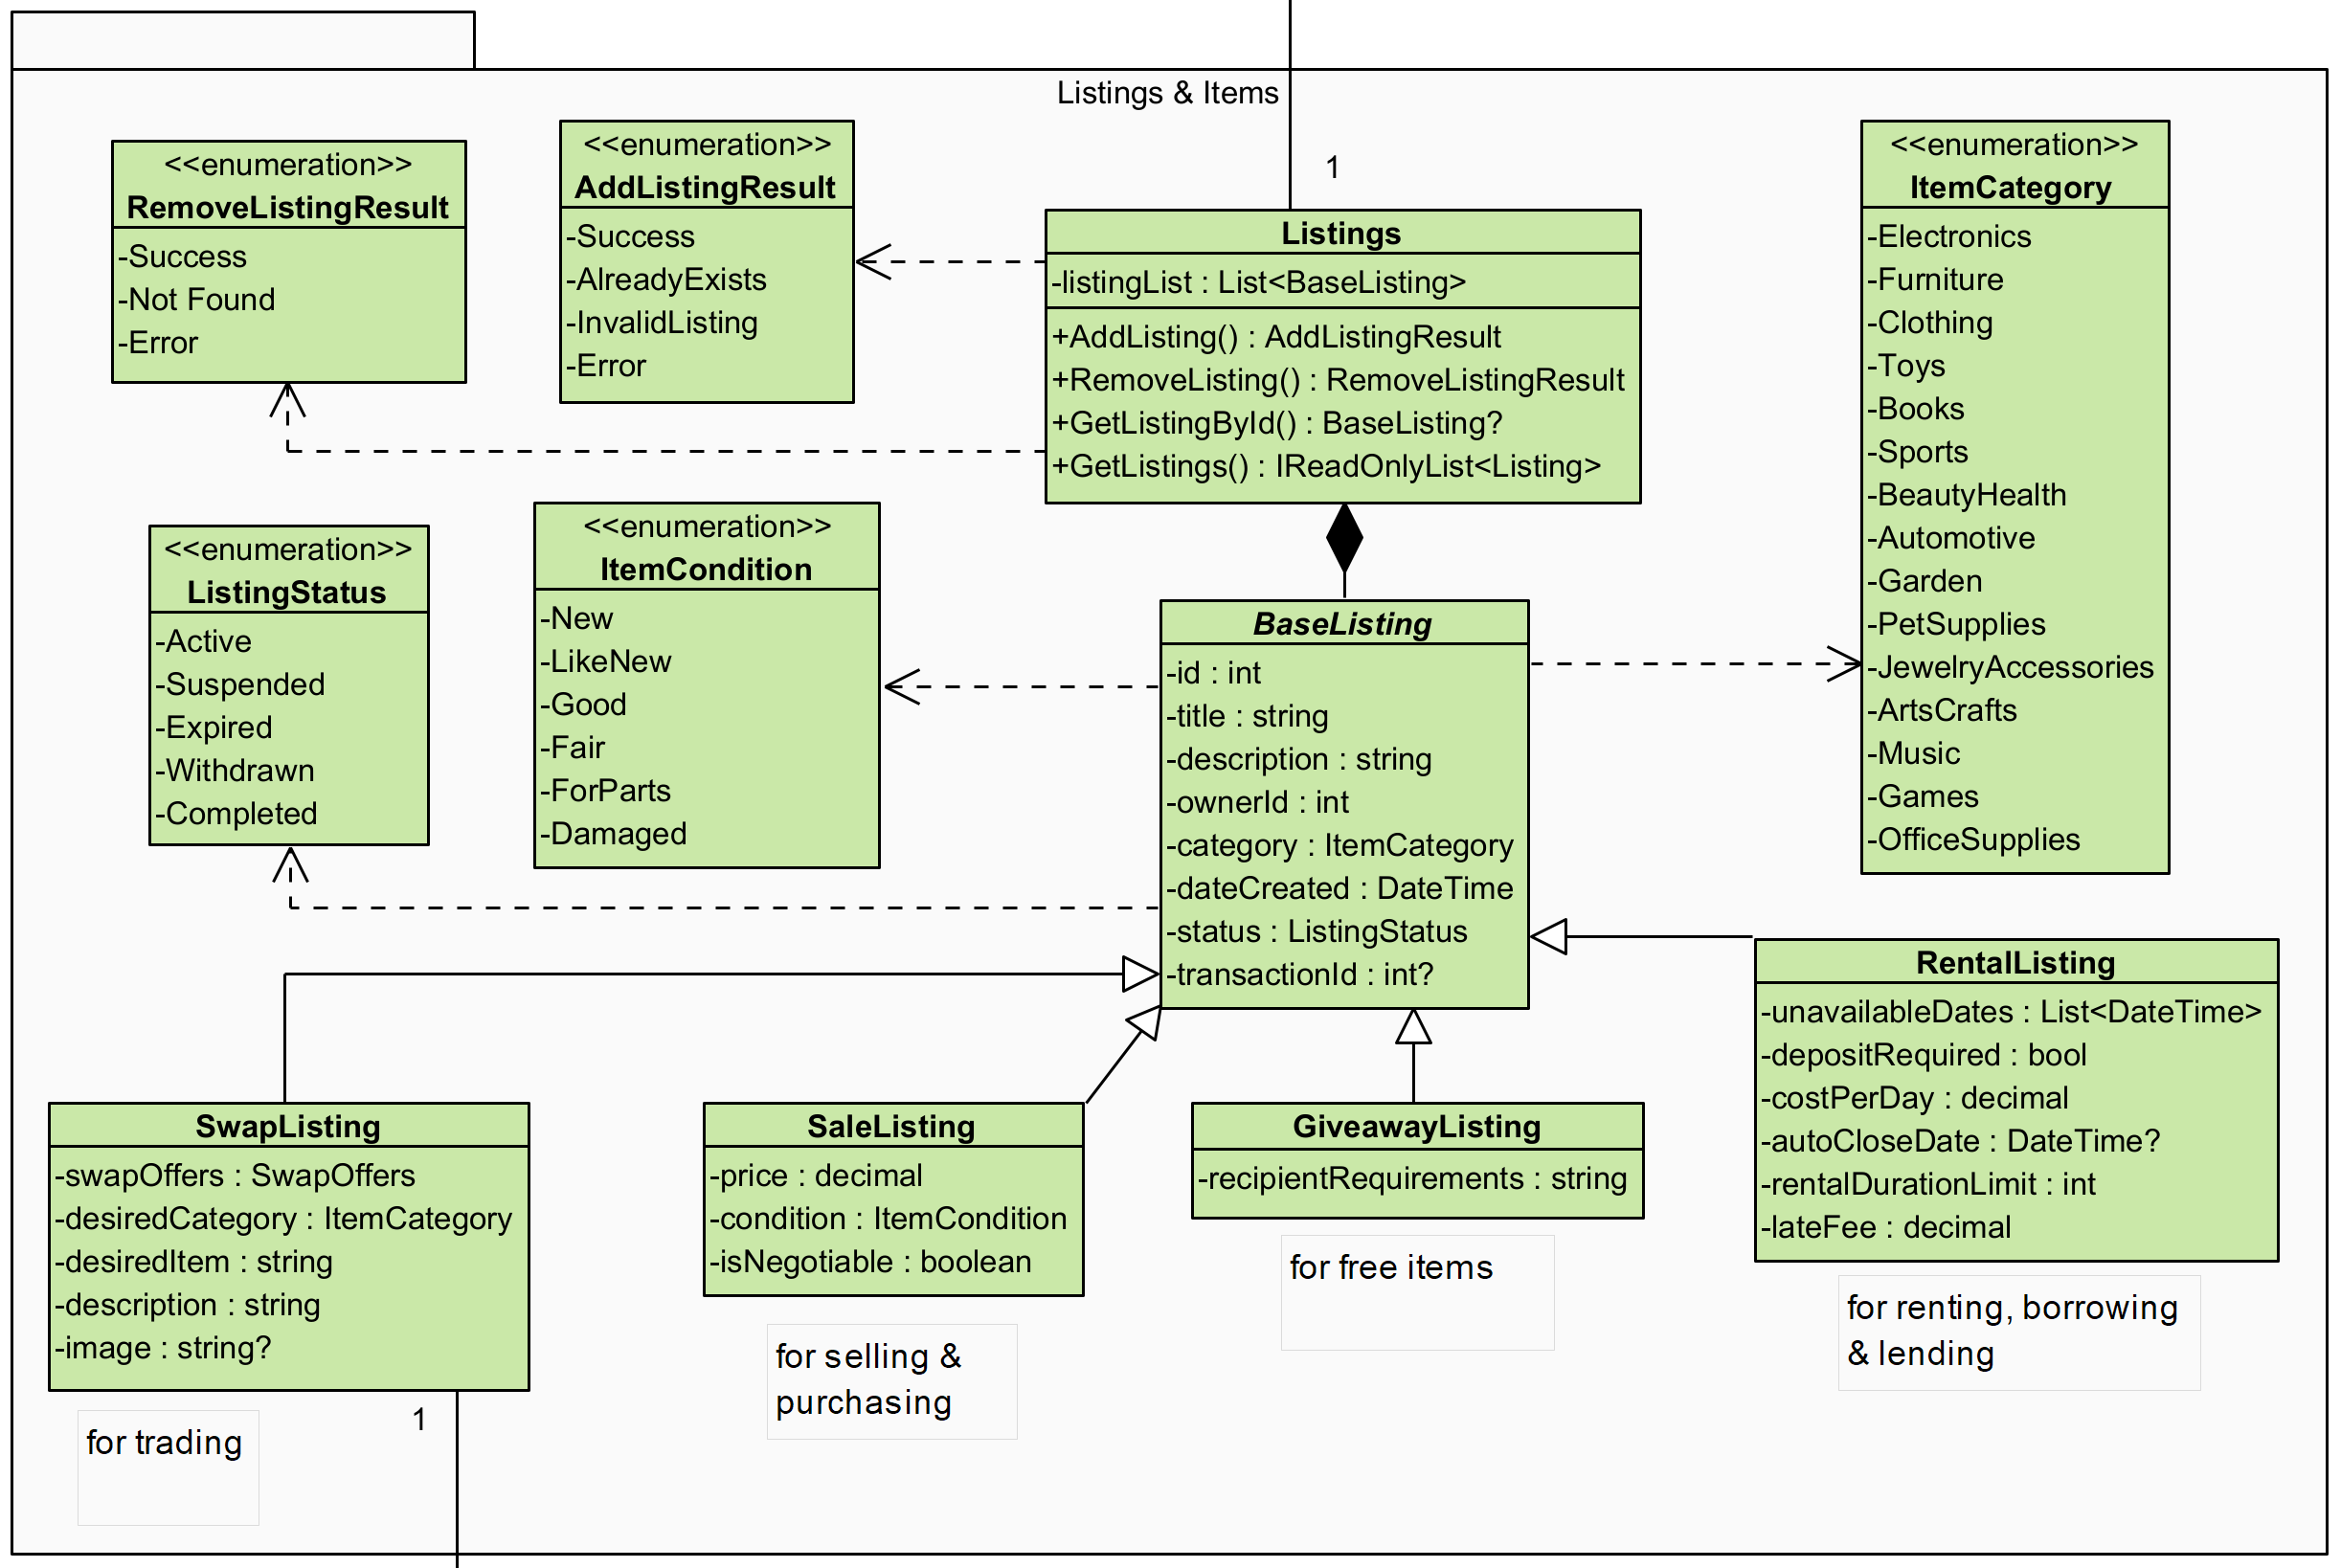 Listings & Items
<<enumeration>>
RemoveListingResult
-Success
-Not Found
-Error
<<enumeration>>
AddListingResult
-Success
-AlreadyExists
-InvalidListing
-Error
1
Listings
-listingList : List<BaseListing>
+AddListing() : AddListingResult
+RemoveListing() : RemoveListingResult
+GetListingById() : BaseListing?
+GetListings() : IReadOnlyList<Listing>
<<enumeration>>
ItemCategory
-Electronics
-Furniture
-Clothing
-Toys
-Books
-Sports
-BeautyHealth
-Automotive
-Garden
-PetSupplies
-JewelryAccessories
-ArtsCrafts
-Music
-Games
-OfficeSupplies
<<enumeration>>
ListingStatus
-Active
-Suspended
-Expired
-Withdrawn
-Completed
<<enumeration>>
ItemCondition
-New
-LikeNew
-Good
-Fair
-ForParts
-Damaged
BaseListing
-id : int
-title : string
-description : string
-ownerId : int
-category : ItemCategory
-dateCreated : DateTime
-status : ListingStatus
-transactionId : int?
SwapListing
-swapOffers : SwapOffers
-desiredCategory : ItemCategory
-desiredItem : string
-description : string
-image : string?
1
for trading
SaleListing
-price : decimal
-condition : ItemCondition
-isNegotiable : boolean
for selling &
purchasing
GiveawayListing
-recipientRequirements : string
for free items
RentalListing
-unavailableDates : List<DateTime>
-depositRequired : bool
-costPerDay : decimal
-autoCloseDate : DateTime?
-rentalDurationLimit : int
-lateFee : decimal
for renting, borrowing
& lending